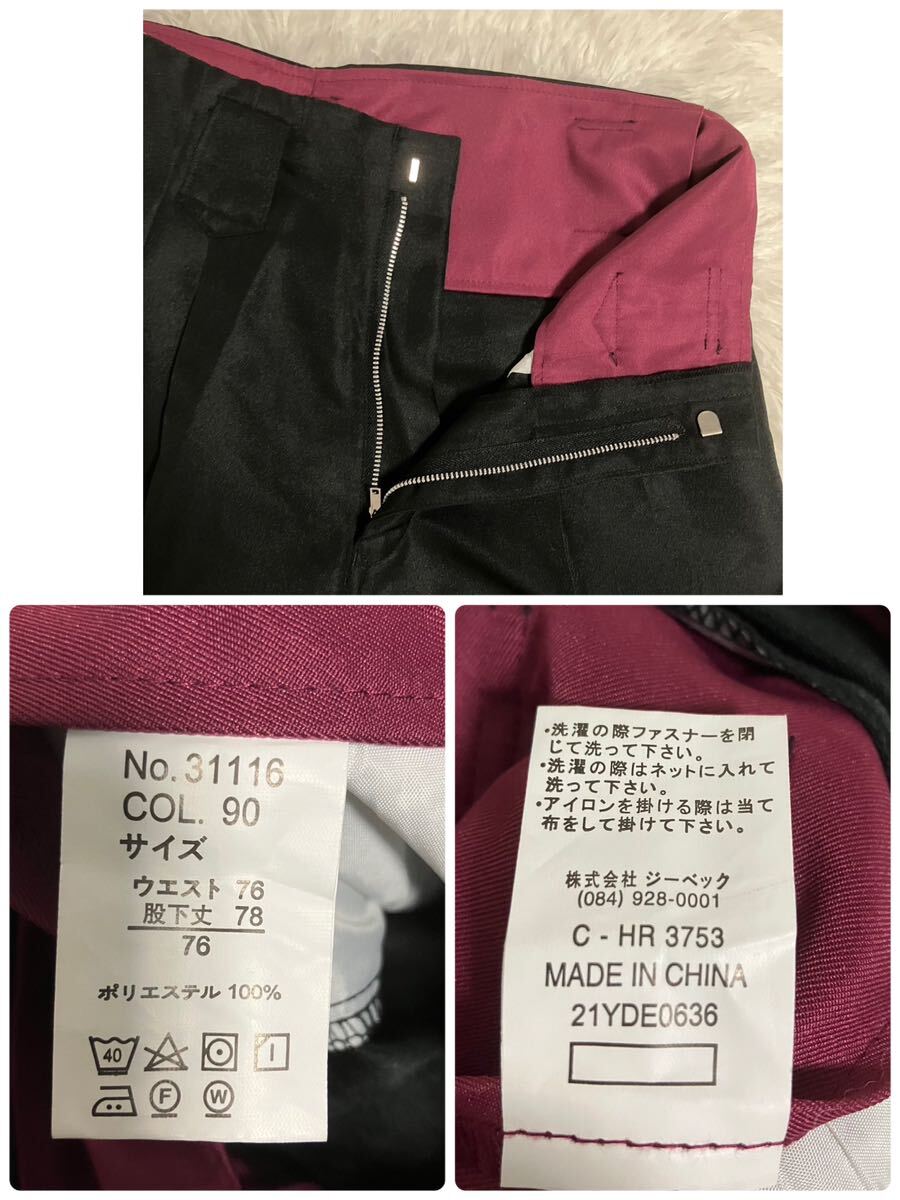 No. 31116
COL. 90
サイズ
ウエスト 76
股下丈 78
76
ポリエステル 100%
40
F
W
・洗濯の際ファスナーを閉
じて洗って下さい。
・洗濯の際はネットに入れて
洗って下さい。
・アイロンを掛ける際は当て
布をして掛けて下さい。
株式会社 ジーベック
(084) 928-0001
C - HR 3753
MADE IN CHINA
21YDE0636